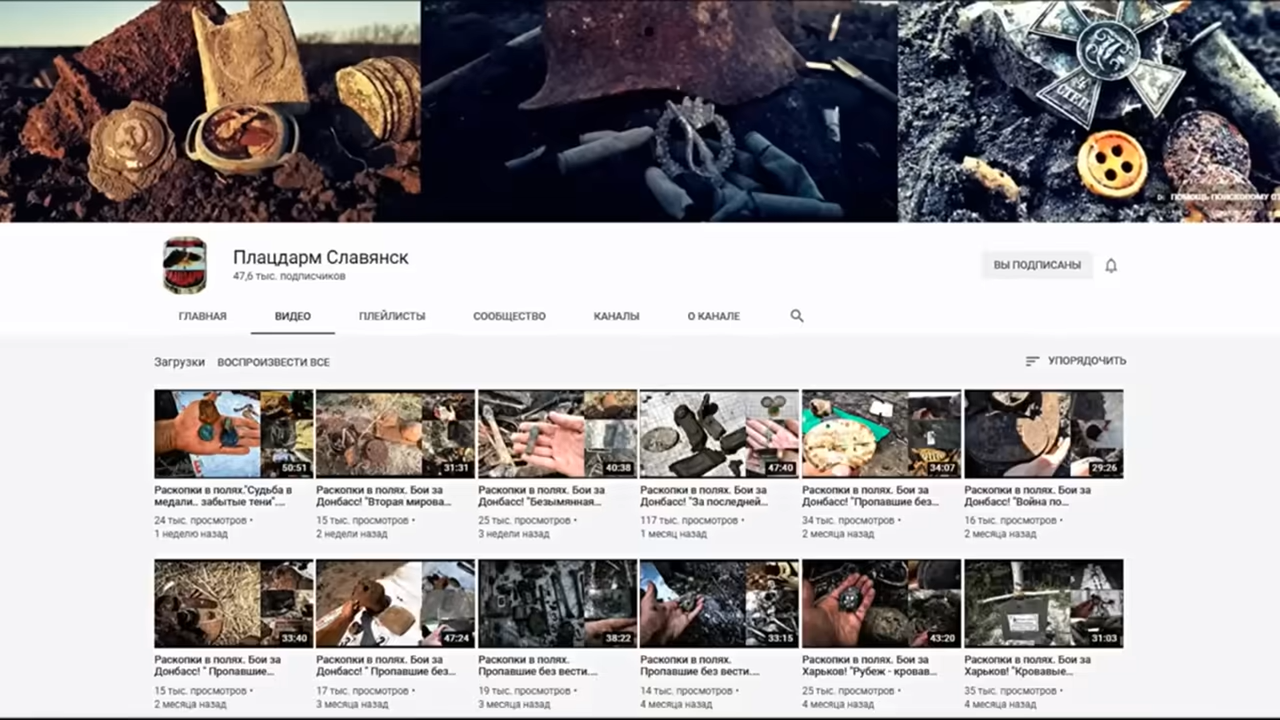 4
СТЕП
ПОМОЩЬ ПОИСКОВОМУ
Плацдарм Славянск
47,6 тыс. подписчиков
ВЫ ПОДПИСАНЫ
ГЛАВНАЯ ВИДЕО ПЛЕЙЛИСТЫ СООБЩЕСТВО КАНАЛЫ О КАНАЛЕ
Загрузки ВОСПРОИЗВЕСТИ ВСЕ УПОРЯДОЧИТЬ
50:51 31:31 40:38 47:40 34:07 29:26
Раскопки в полях."Судьба в
медали.. забытые тени"....
24 тыс. просмотров •
1 неделю назад
Раскопки в полях. Бои за
Донбасс! "Вторая мирова...
15 тыс. просмотров •
2 недели назад
Раскопки в полях. Бои за
Донбасс! "Безымянная...
25 тыс. просмотров •
3 недели назад
Раскопки в полях. Бои за
Донбасс! "За последней...
117 тыс. просмотров •
1 месяц назад
Раскопки в полях. Бои за
Донбасс! "Пропавшие без...
34 тыс. просмотров •
2 месяца назад
Раскопки в полях. Бои за
Донбасс! "Война по...
16 тыс. просмотров •
2 месяца назад
33:40 47:24 38:22 33:15 43:20 31:03
Раскопки в полях. Бои за
Донбасс! " Пропавшие...
15 тыс. просмотров •
2 месяца назад
Раскопки в полях. Бои за
Донбасс! " Пропавшие без...
17 тыс. просмотров •
3 месяца назад
Раскопки в полях.
Пропавшие без вести....
19 тыс. просмотров •
3 месяца назад
Раскопки в полях.
Пропавшие без вести....
14 тыс. просмотров •
4 месяца назад
Раскопки в полях. Бои за
Харьков! "Рубеж - кровав...
25 тыс. просмотров •
4 месяца назад
Раскопки в полях. Бои за
Харьков! "Кровавые...
35 тыс. просмотров •
4 месяца назад